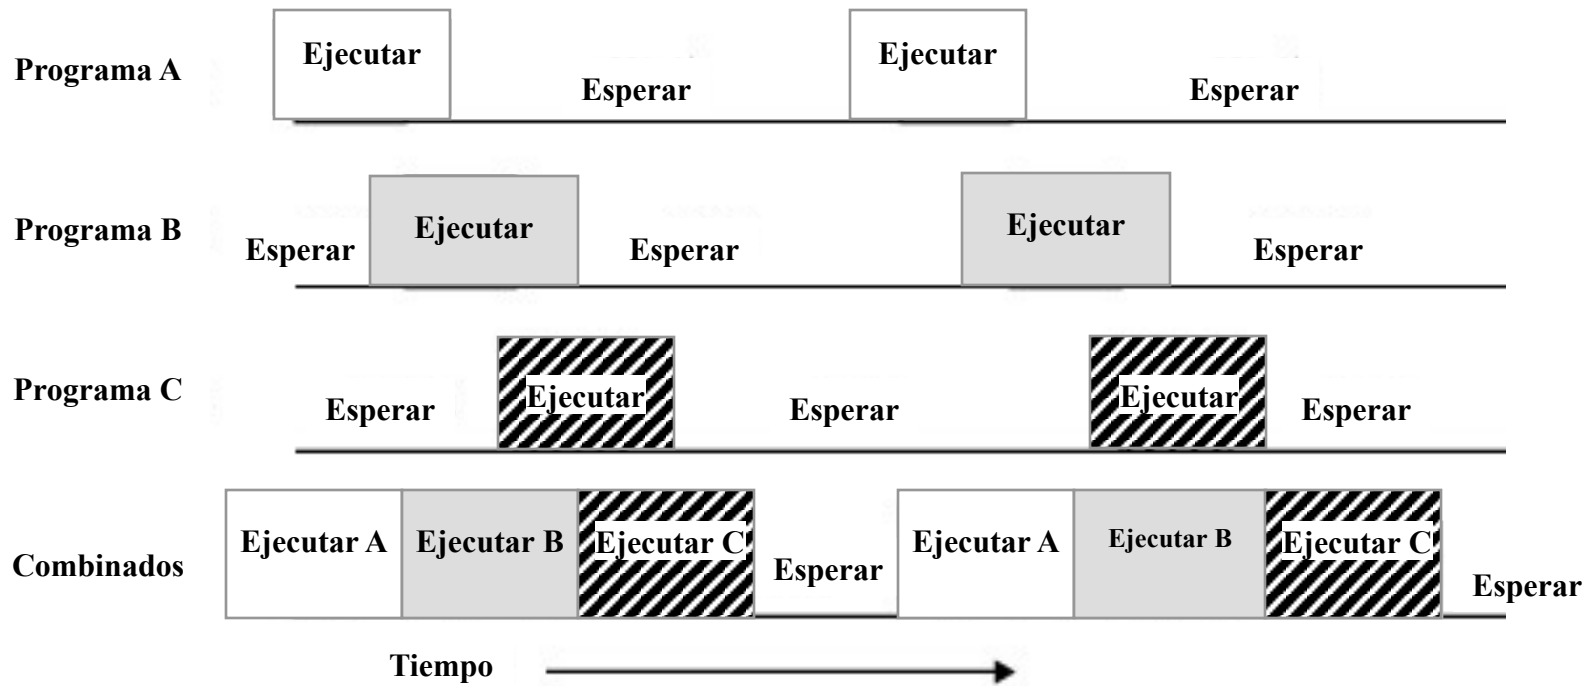 Programa A
Ejecutar
Esperar
Ejecutar
Esperar
Programa B
Esperar
Ejecutar
Esperar
Ejecutar
Esperar
Programa C
Esperar
Ejecutar
Esperar
Ejecutar
Esperar
Combinados
Ejecutar A
Ejecutar B
Ejecutar C
Esperar
Ejecutar A
Ejecutar B
Ejecutar C
Esperar
Tiempo